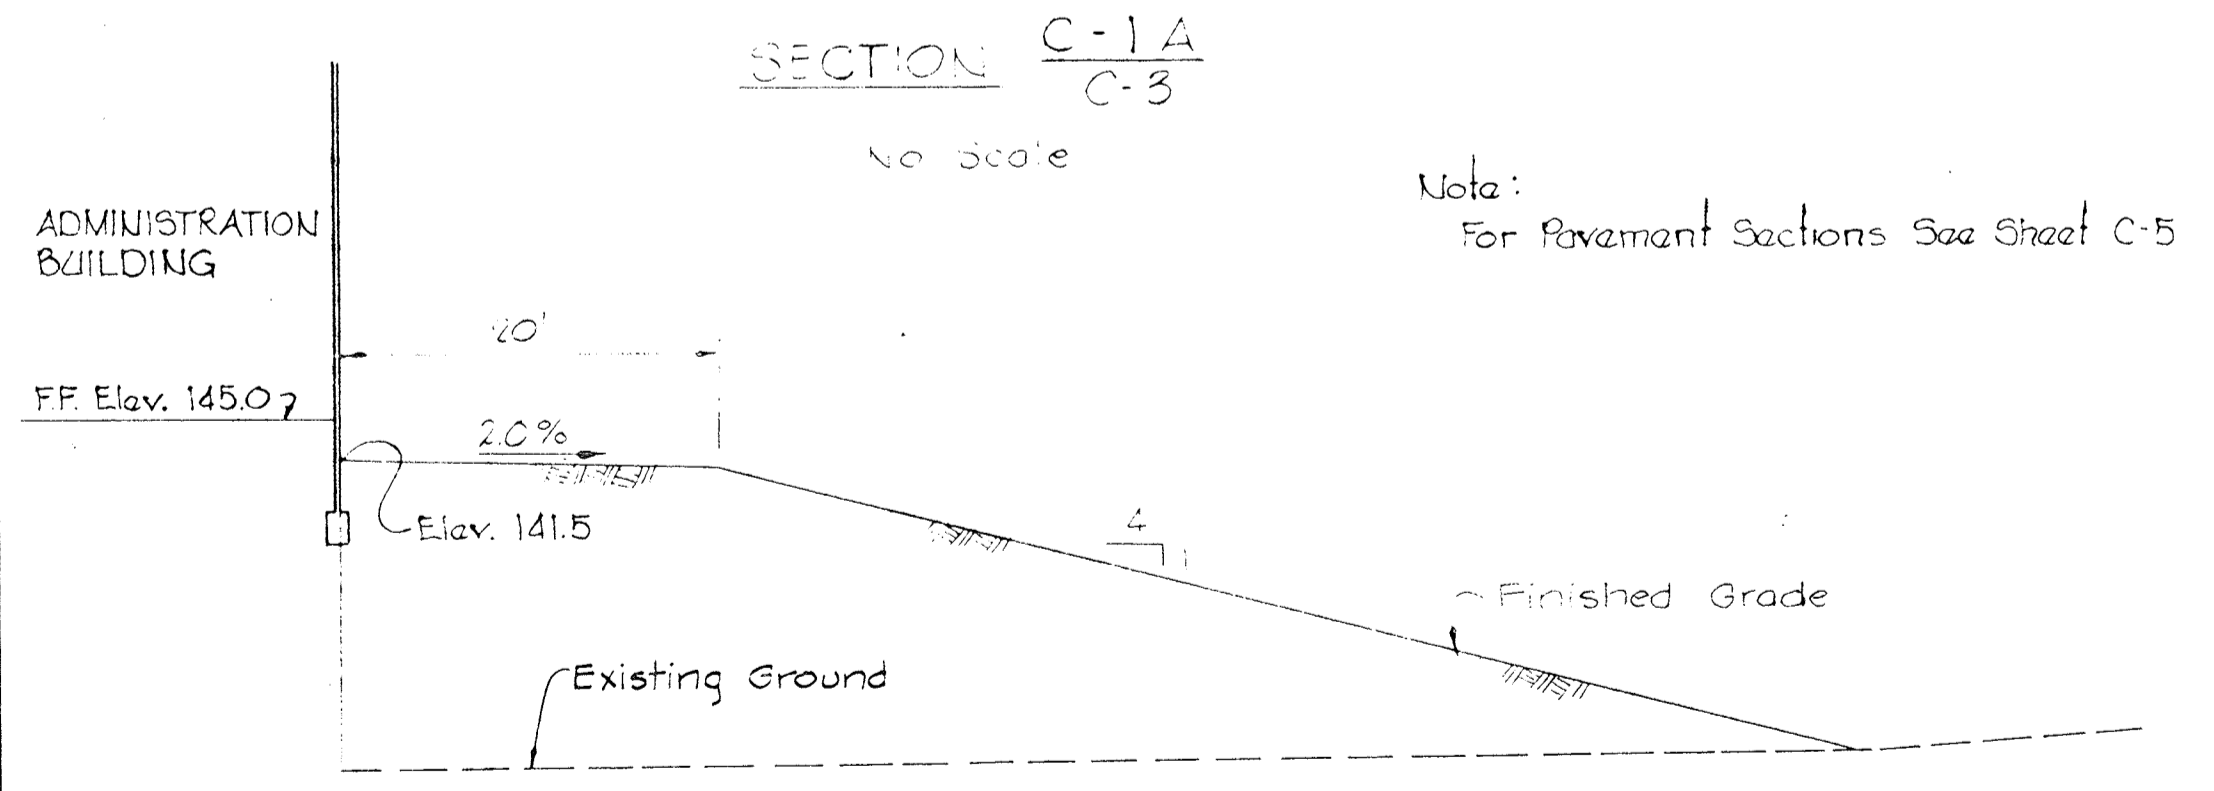 SECTION C-1A
C-3
No Scale
Note:
For Pavement Sections See Sheet C-5
ADMINISTRATION
BUILDING
20'
F.F. Elev. 145.0
2.0%
Elev. 141.5
4
1
Finished Grade
Existing Ground